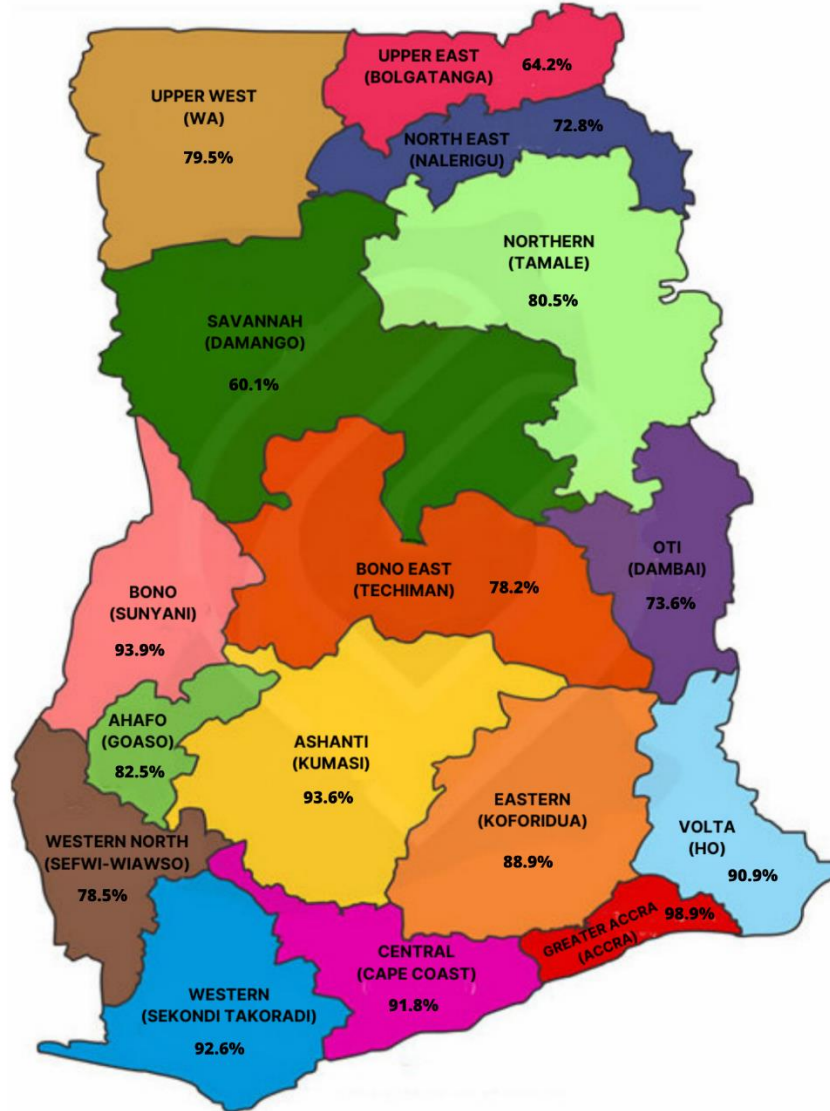 UPPER EAST
(BOLGATANGA)
64.2%
UPPER WEST
(WA)
79.5%
NORTH EAST
(NALERIGU)
72.8%
NORTHERN
(TAMALE)
80.5%
SAVANNAH
(DAMANGO)
60.1%
BONO EAST
(TECHIMAN)
78.2%
OTI
(DAMBAI)
73.6%
BONO
(SUNYANI)
93.9%
AHAFO
(GOASO)
82.5%
ASHANTI
(KUMASI)
93.6%
EASTERN
(KOFORIDUA)
88.9%
VOLTA
(HO)
90.9%
WESTERN NORTH
(SEFWI-WIAWSO)
78.5%
GREATER ACCRA
(ACCRA)
98.9%
CENTRAL
(CAPE COAST)
91.8%
WESTERN
(SEKONDI TAKORADI)
92.6%